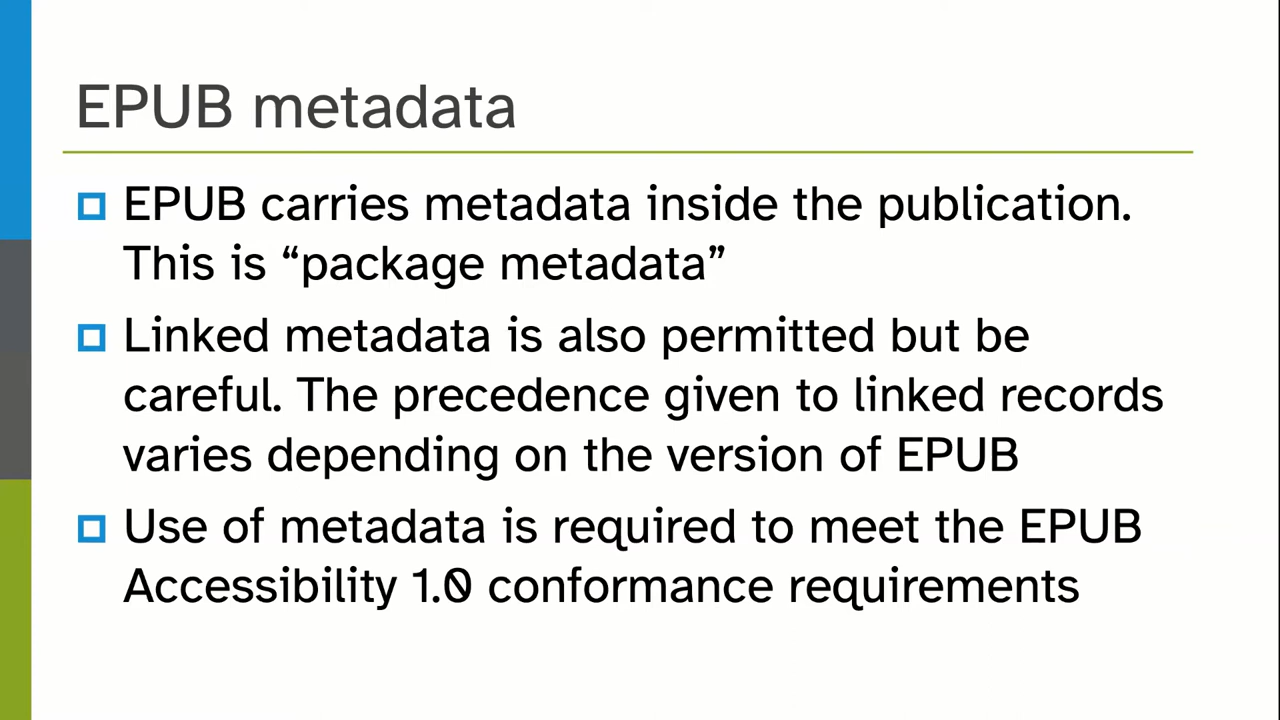 EPUB metadata
EPUB carries metadata inside the publication.
This is “package metadata”
Linked metadata is also permitted but be
careful. The precedence given to linked records
varies depending on the version of EPUB
Use of metadata is required to meet the EPUB
Accessibility 1.0 conformance requirements